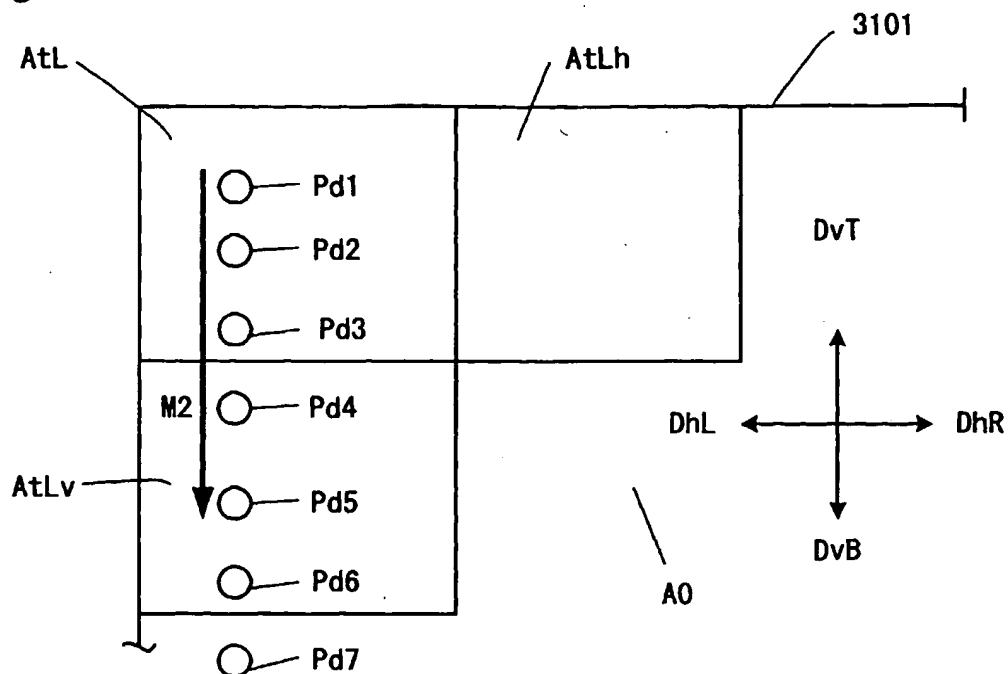 3101
AtL
AtLh
Pd1
DvT
Pd2
Pd3
M2
Pd4
DhL
DhR
AtLv
Pd5
DvB
Pd6
A0
Pd7